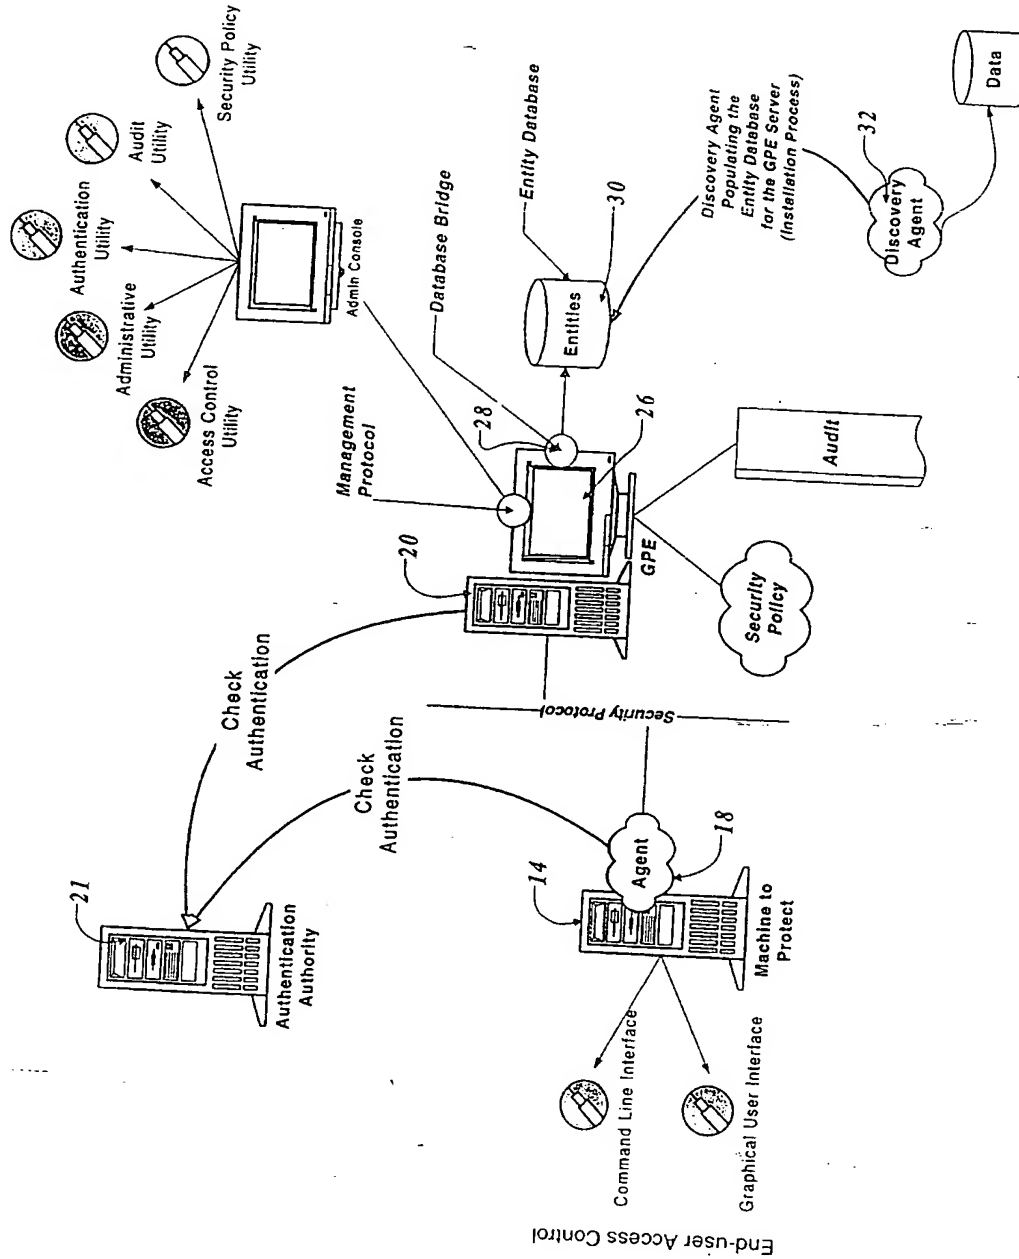 End-user Access Control
Command Line Interface
Graphical User Interface
21
Authentication
Authority
14
Agent
18
Machine to
Protect
Check
Authentication
Check
Authentication
Security Protocol
20
GPE
26
28
Management
Protocol
Database Bridge
Security
Policy
Audit
Entities
30
Entity Database
Admin Console
Access Control
Utility
Administrative
Utility
Authentication
Utility
Audit
Utility
Security Policy
Utility
Discovery Agent
Populating the
Entity Database
for the GPE Server
(Installation Process)
32
Discovery
Agent
Data